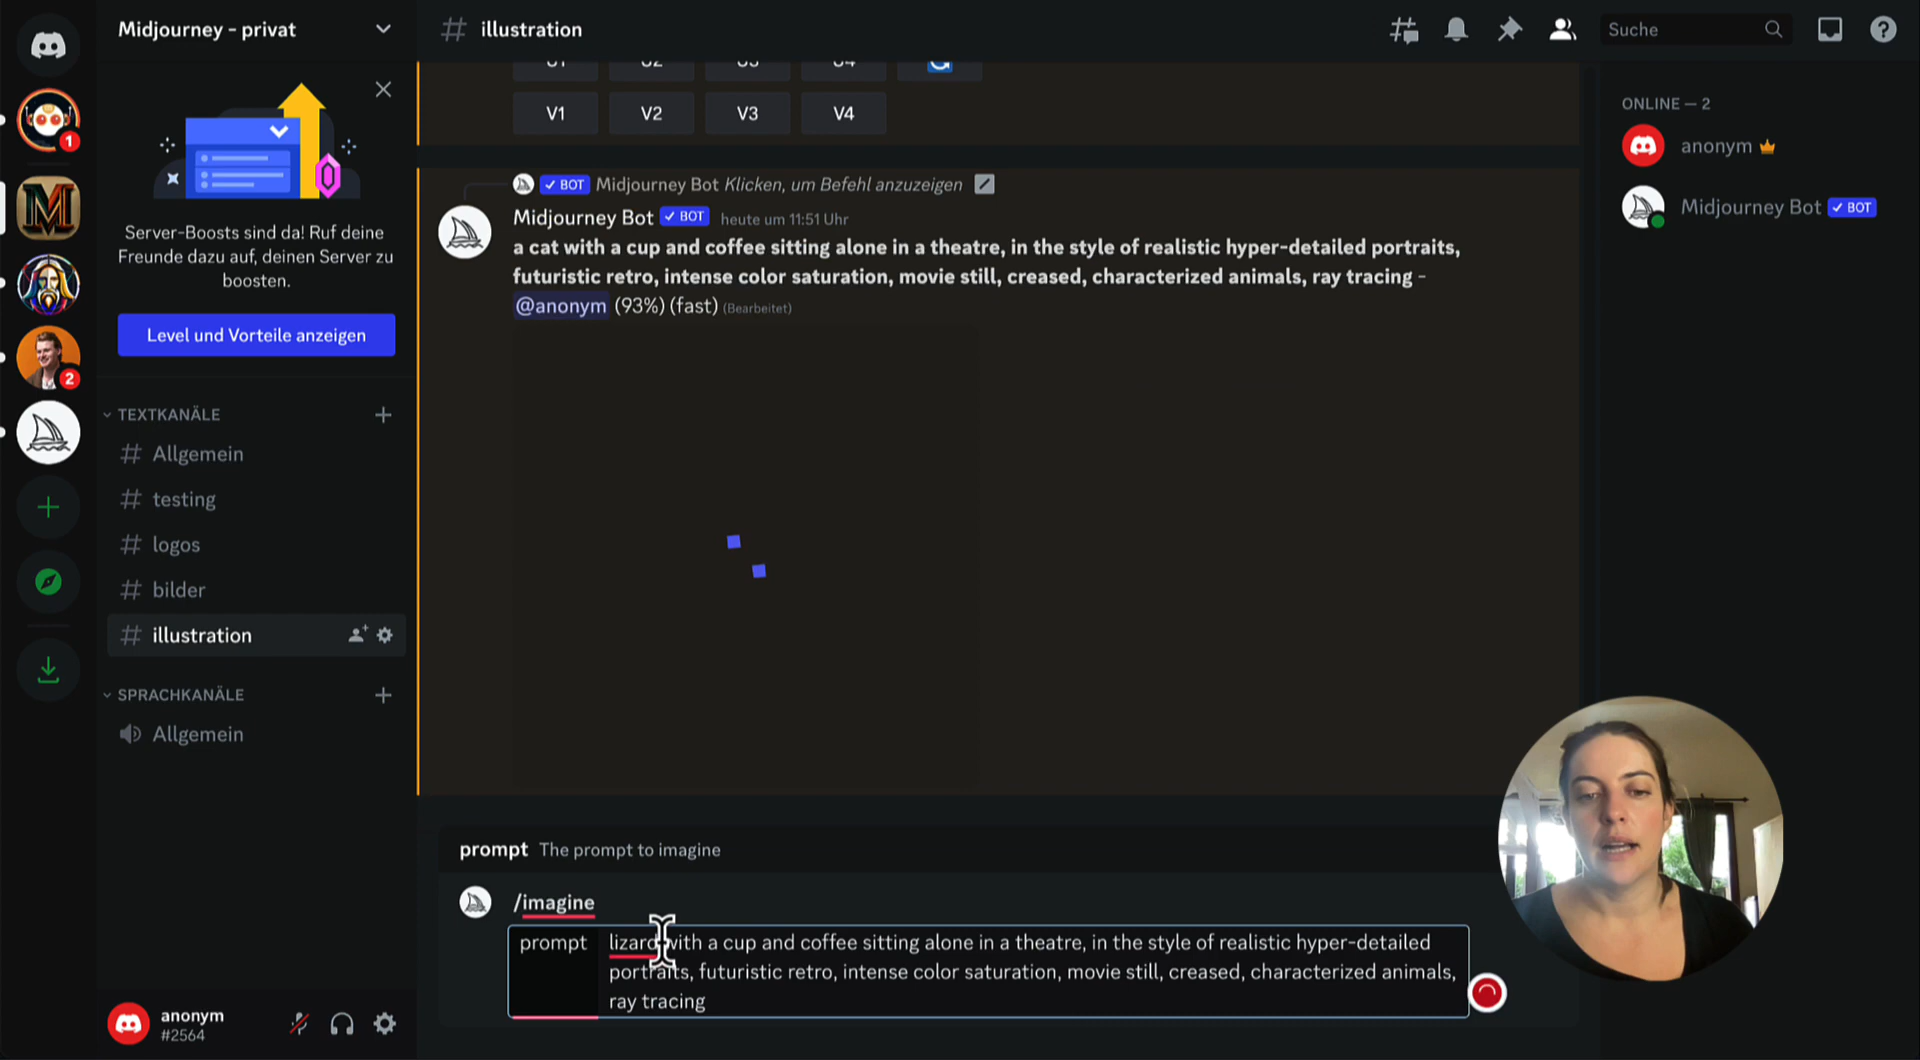 Midjourney – privat
illustration
Suche
U1 U2 U3 U4
V1 V2 V3 V4
ONLINE — 2
anonym
Midjourney Bot ✓ BOT
1
2
Server-Boosts sind da! Ruf deine
Freunde dazu auf, deinen Server zu
boosten.
Level und Vorteile anzeigen
TEXTKANÄLE
Allgemein
testing
logos
bilder
illustration
SPRACHKANÄLE
Allgemein
✓ BOT Midjourney Bot Klicken, um Befehl anzuzeigen
Midjourney Bot ✓ BOT heute um 11:51 Uhr
a cat with a cup and coffee sitting alone in a theatre, in the style of realistic hyper-detailed portraits,
futuristic retro, intense color saturation, movie still, creased, characterized animals, ray tracing -
@anonym (93%) (fast) (Bearbeitet)
prompt The prompt to imagine
/imagine
prompt lizard with a cup and coffee sitting alone in a theatre, in the style of realistic hyper-detailed
portraits, futuristic retro, intense color saturation, movie still, creased, characterized animals,
ray tracing
anonym
#2564